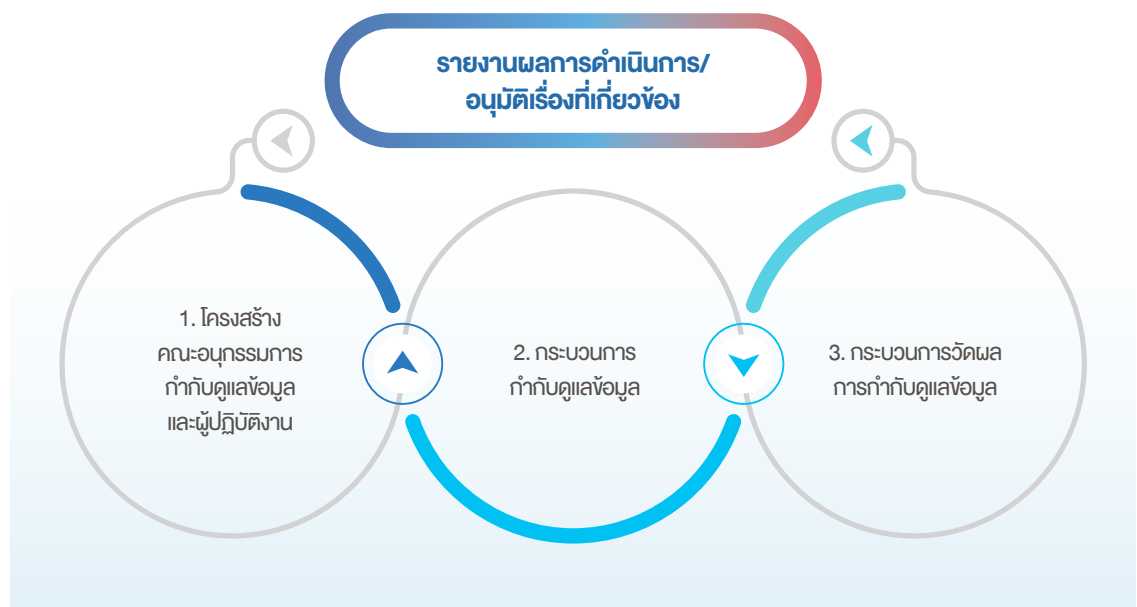 รายงานผลการดำเนินการ/
อนุมัติเรื่องที่เกี่ยวข้อง
1. โครงสร้าง
คณะอนุกรรมการ
กำกับดูแลข้อมูล
และผู้ปฏิบัติงาน
2. กระบวนการ
กำกับดูแลข้อมูล
3. กระบวนการวัดผล
การกำกับดูแลข้อมูล